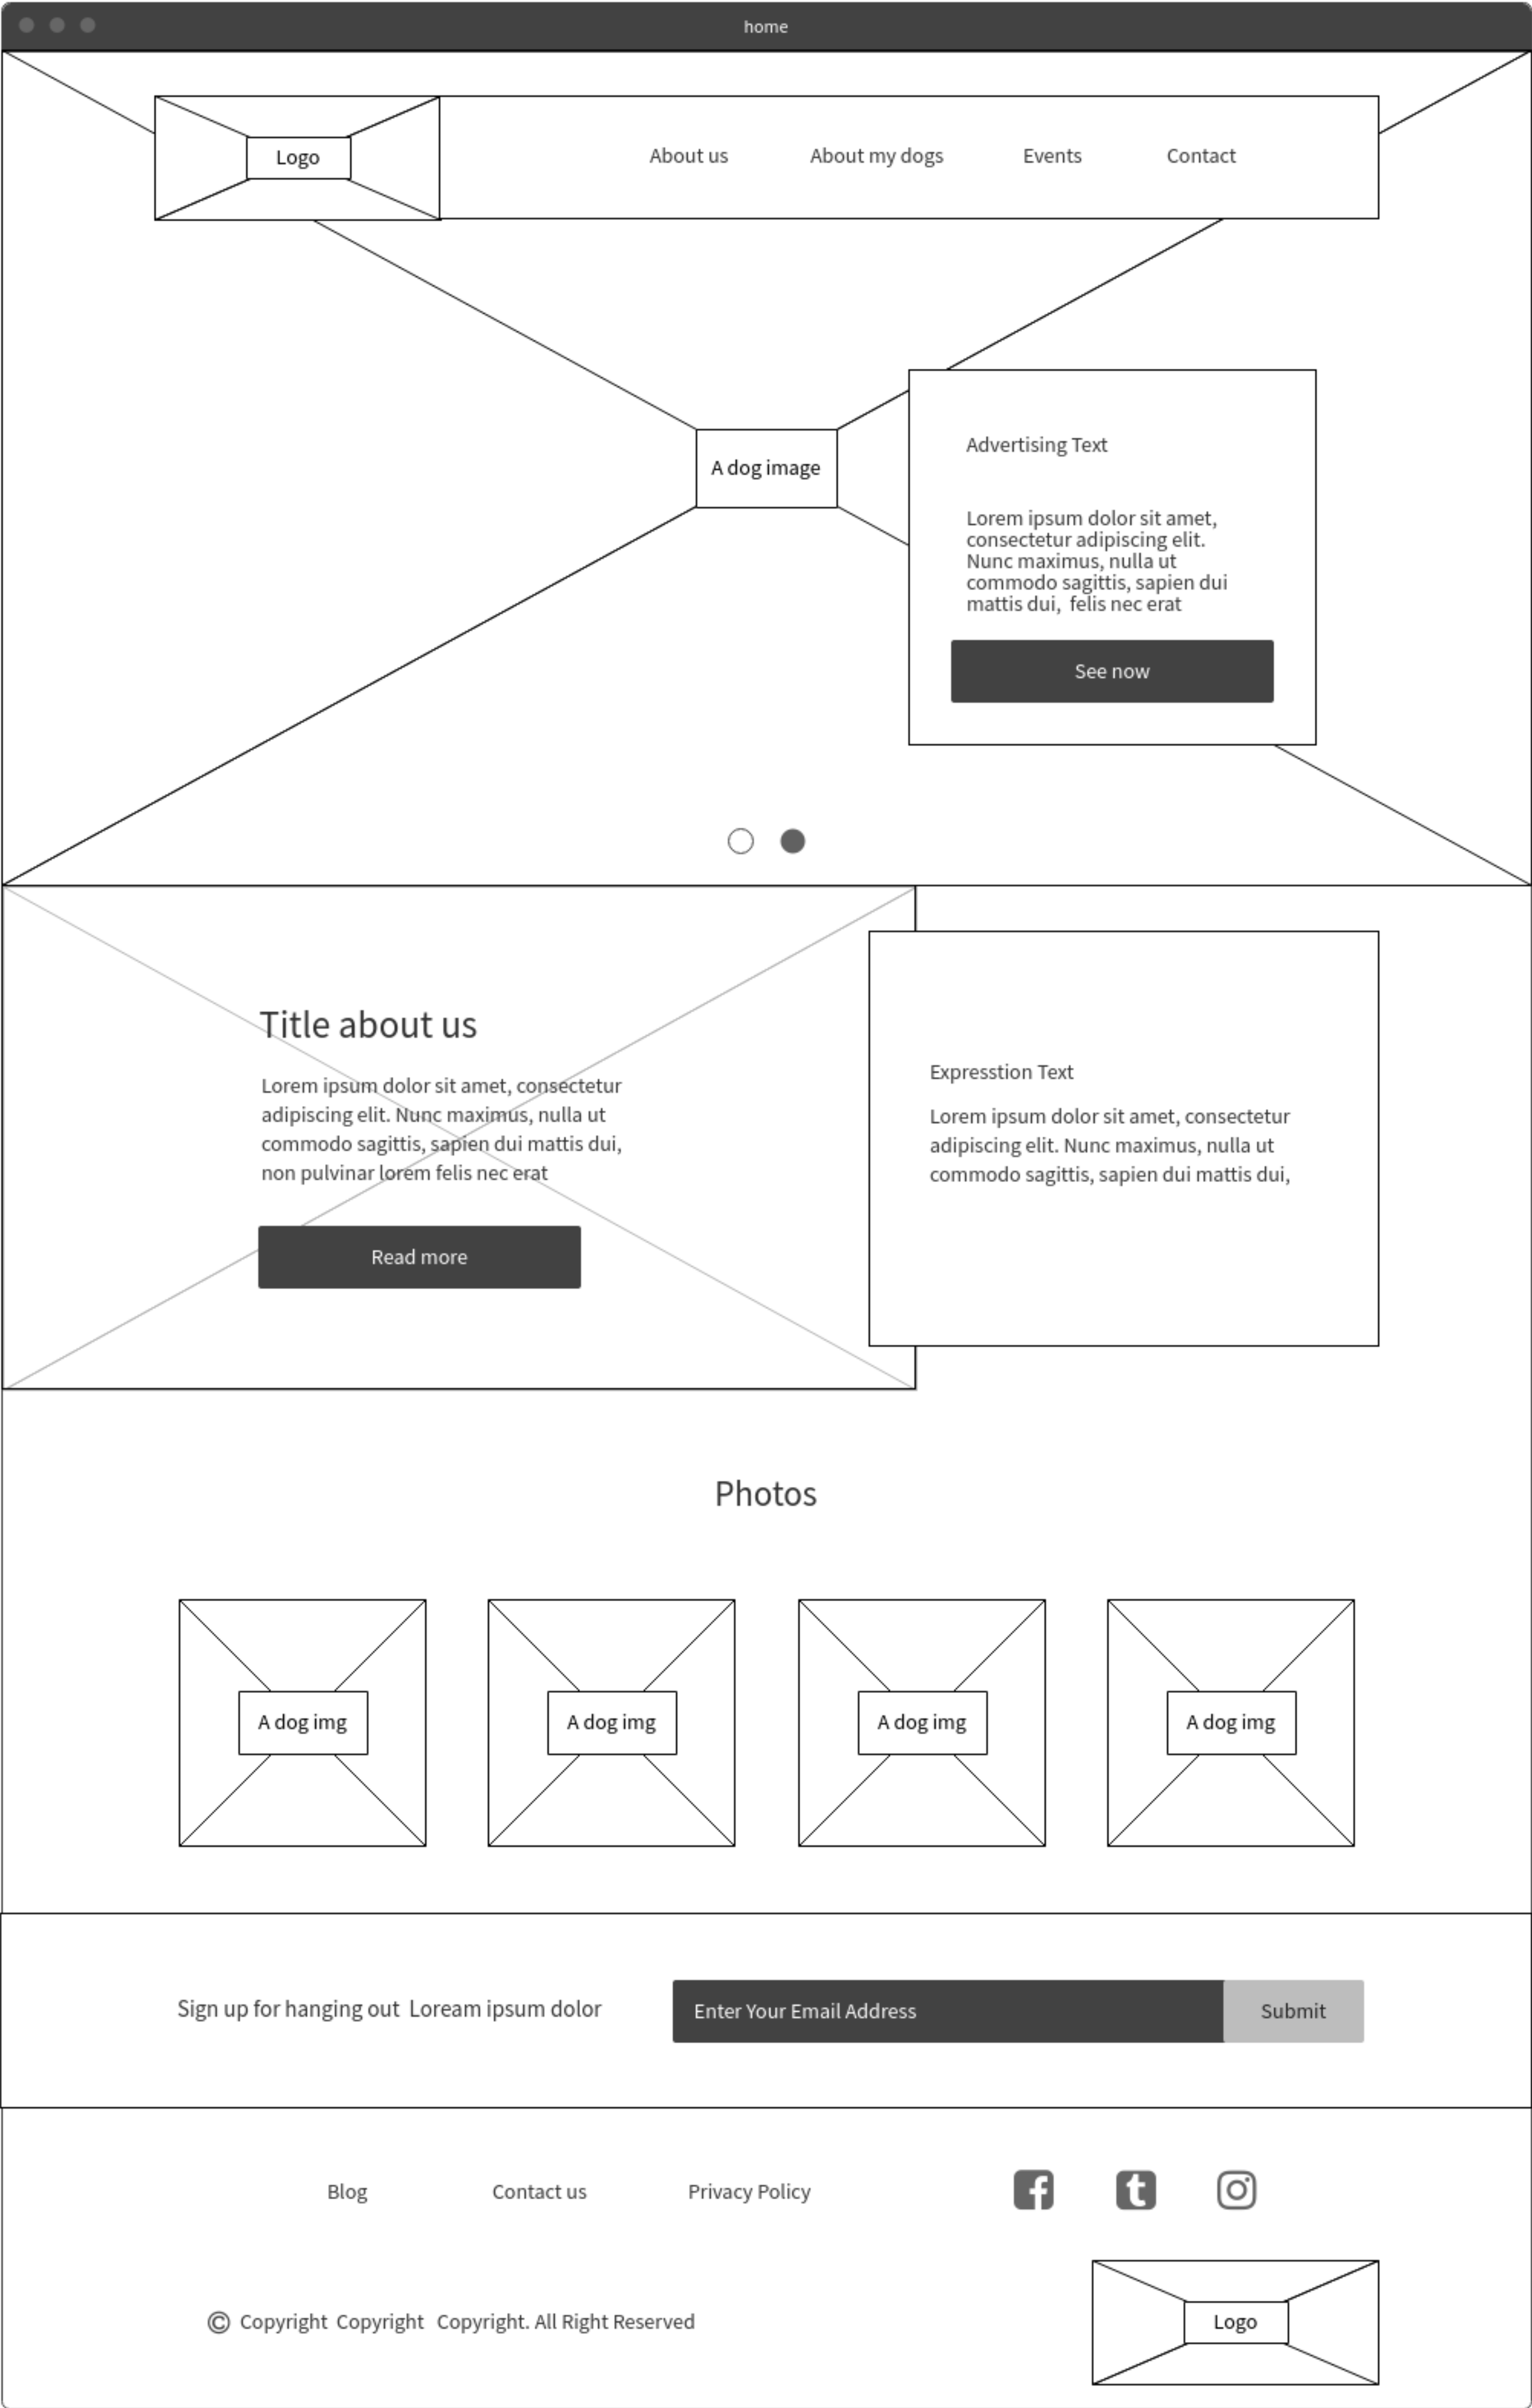 home
Logo
About us
About my dogs
Events
Contact
A dog image
Advertising Text
Lorem ipsum dolor sit amet,
consectetur adipiscing elit.
Nunc maximus, nulla ut
commodo sagittis, sapien dui
mattis dui,  felis nec erat
See now
Title about us
Lorem ipsum dolor sit amet, consectetur
adipiscing elit. Nunc maximus, nulla ut
commodo sagittis, sapien dui mattis dui,
non pulvinar lorem felis nec erat
Read more
Expresstion Text
Lorem ipsum dolor sit amet, consectetur
adipiscing elit. Nunc maximus, nulla ut
commodo sagittis, sapien dui mattis dui,
Photos
A dog img
A dog img
A dog img
A dog img
Sign up for hanging out  Loream ipsum dolor
Enter Your Email Address
Submit
Blog
Contact us
Privacy Policy
© Copyright  Copyright  Copyright. All Right Reserved
Logo